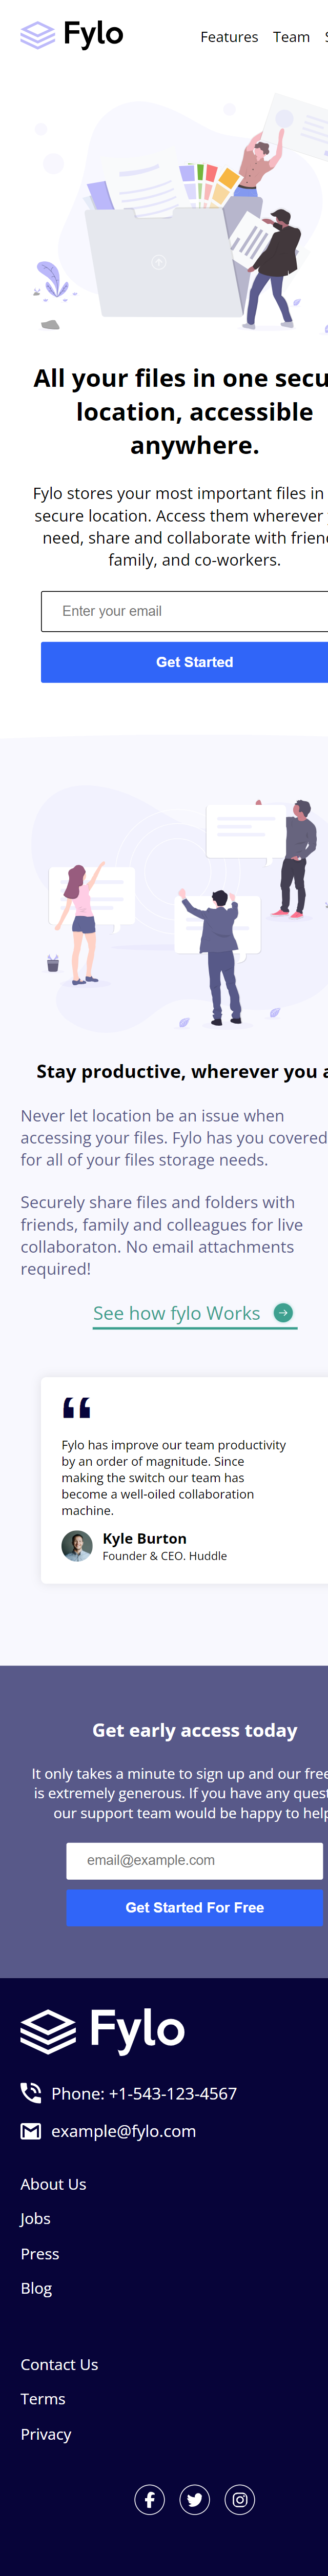 Fylo
Features Team
All your files in one secu
location, accessible
anywhere.
Fylo stores your most important files in
secure location. Access them wherever
need, share and collaborate with frien
family, and co-workers.
Enter your email
Get Started
Stay productive, wherever you a
Never let location be an issue when
accessing your files. Fylo has you covered
for all of your files storage needs.
Securely share files and folders with
friends, family and colleagues for live
collaboraton. No email attachments
required!
See how fylo Works
“
Fylo has improve our team productivity
by an order of magnitude. Since
making the switch our team has
become a well-oiled collaboration
machine.
Kyle Burton
Founder & CEO. Huddle
Get early access today
It only takes a minute to sign up and our free
is extremely generous. If you have any quest
our support team would be happy to help
email@example.com
Get Started For Free
Fylo
Phone: +1-543-123-4567
example@fylo.com
About Us
Jobs
Press
Blog
Contact Us
Terms
Privacy